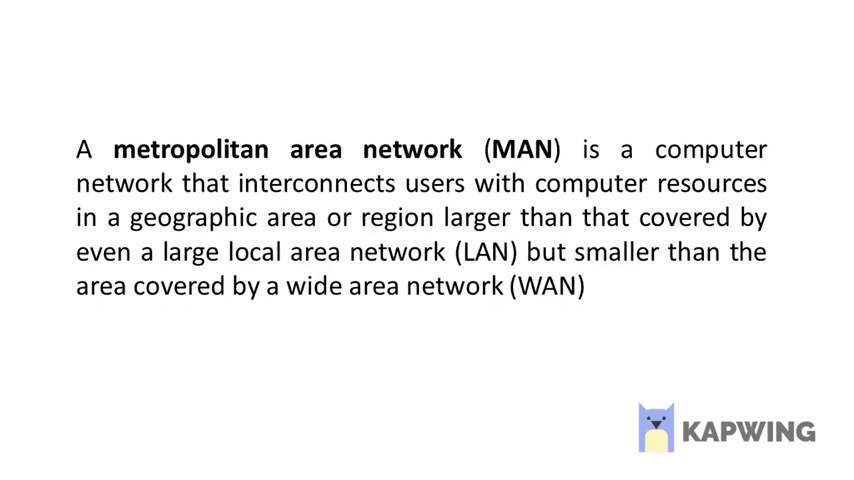 A metropolitan area network (MAN) is a computer
network that interconnects users with computer resources
in a geographic area or region larger than that covered by
even a large local area network (LAN) but smaller than the
area covered by a wide area network (WAN)
KAPWING